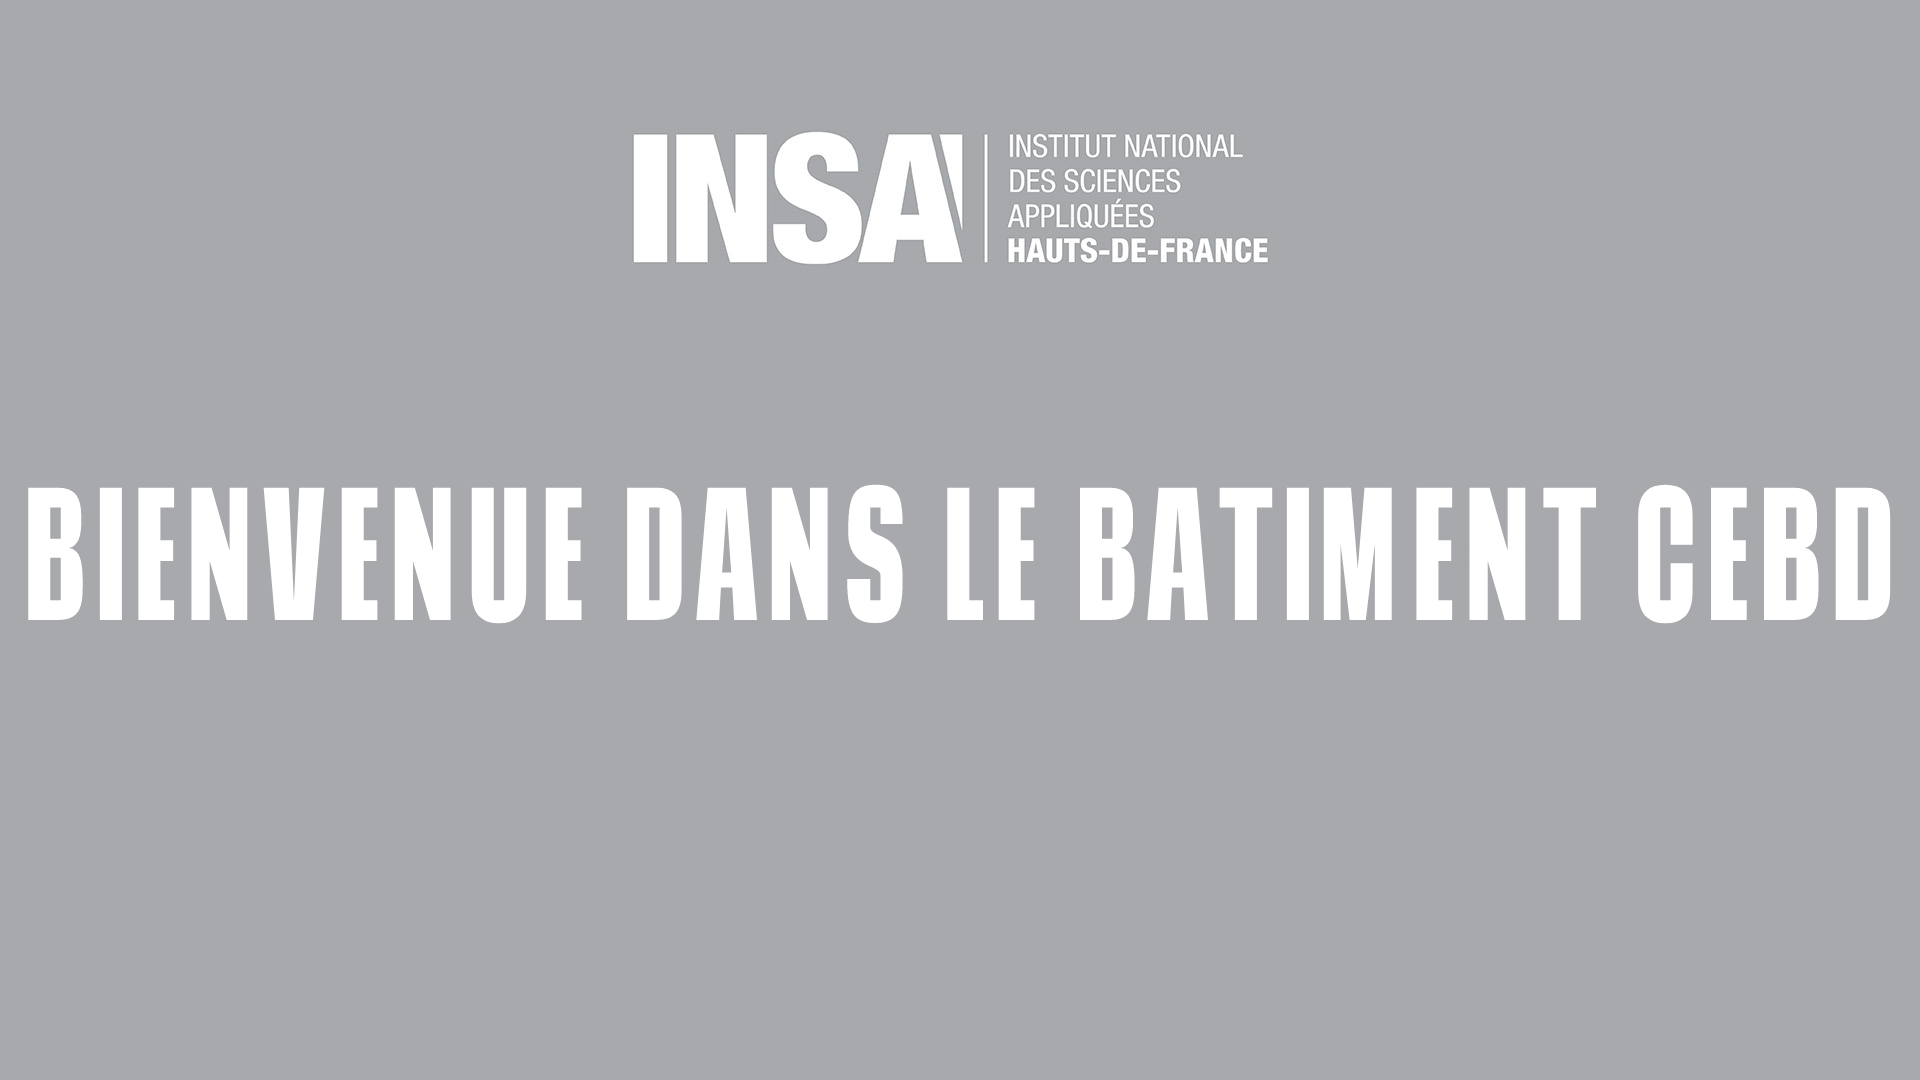 INSA
INSTITUT NATIONAL
DES SCIENCES
APPLIQUÉES
HAUTS-DE-FRANCE
BIENVENUE DANS LE BATIMENT CEBD